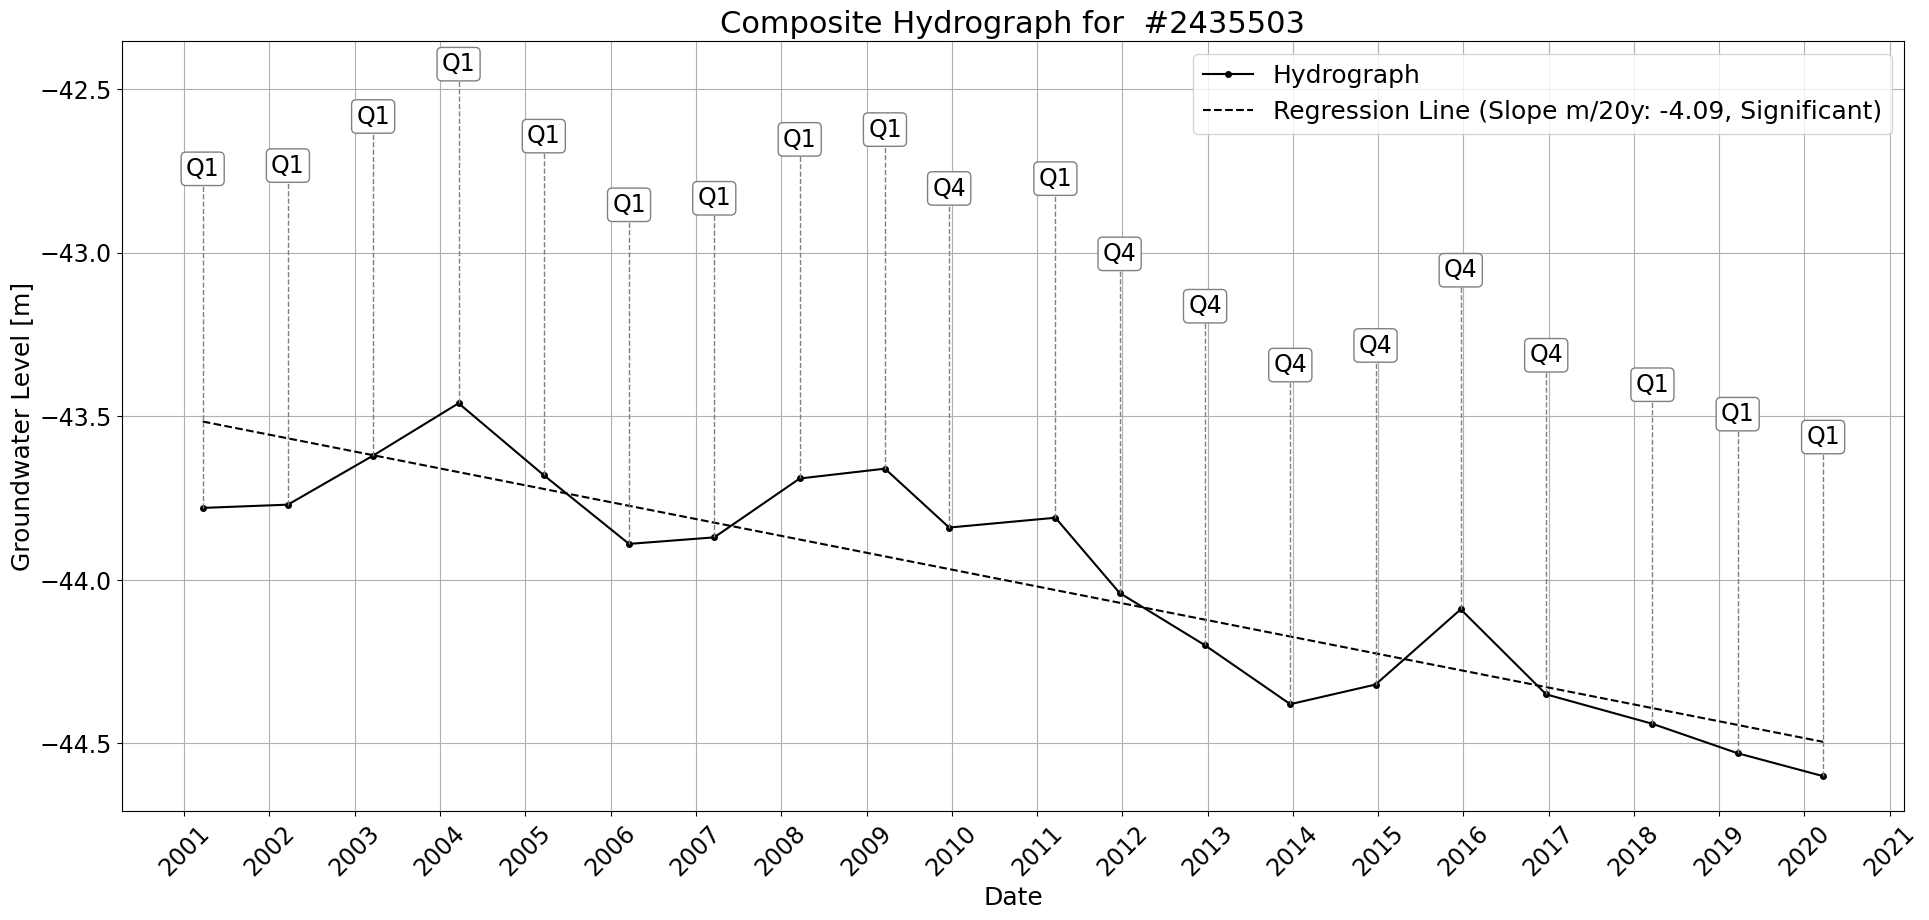 Composite Hydrograph for  #2435503
Hydrograph
Regression Line (Slope m/20y: -4.09, Significant)
Q1
Q1
Q1
Q1
Q1
Q1
Q1
Q1
Q1
Q4
Q1
Q4
Q4
Q4
Q4
Q4
Q4
Q1
Q1
Q1
Groundwater Level [m]
−42.5
−43.0
−43.5
−44.0
−44.5
2001
2002
2003
2004
2005
2006
2007
2008
2009
2010
2011
2012
2013
2014
2015
2016
2017
2018
2019
2020
2021
Date